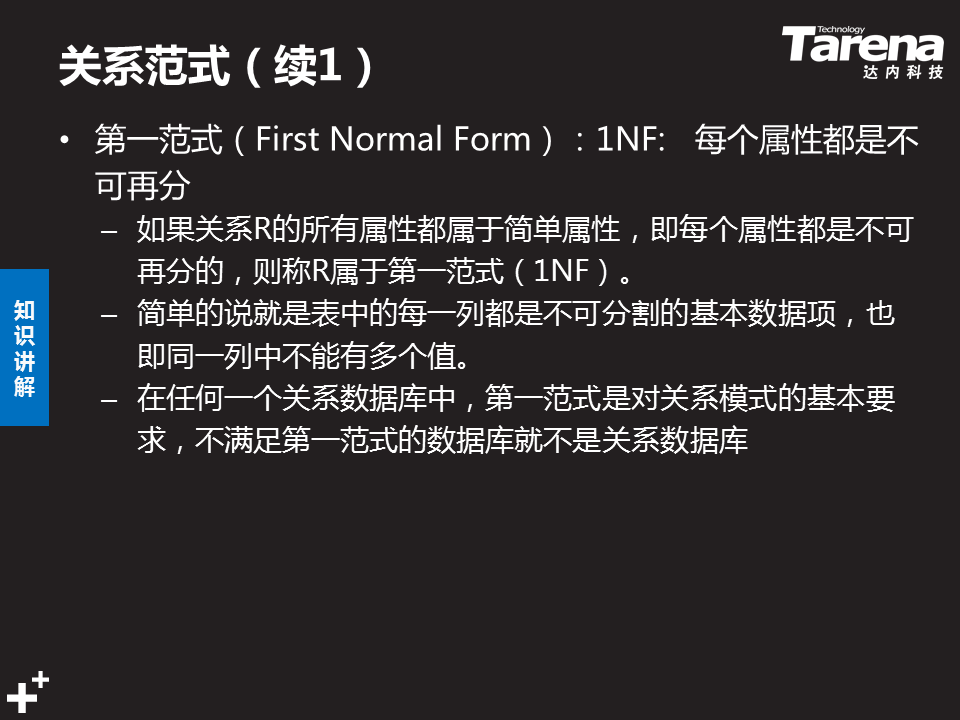 关系范式（续1）
Technology
Tarena
达内科技
• 第一范式（First Normal Form）：1NF: 每个属性都是不
可再分
– 如果关系R的所有属性都属于简单属性，即每个属性都是不可
再分的，则称R属于第一范式（1NF）。
– 简单的说就是表中的每一列都是不可分割的基本数据项，也
即同一列中不能有多个值。
– 在任何一个关系数据库中，第一范式是对关系模式的基本要
求，不满足第一范式的数据库就不是关系数据库
知
识
讲
解